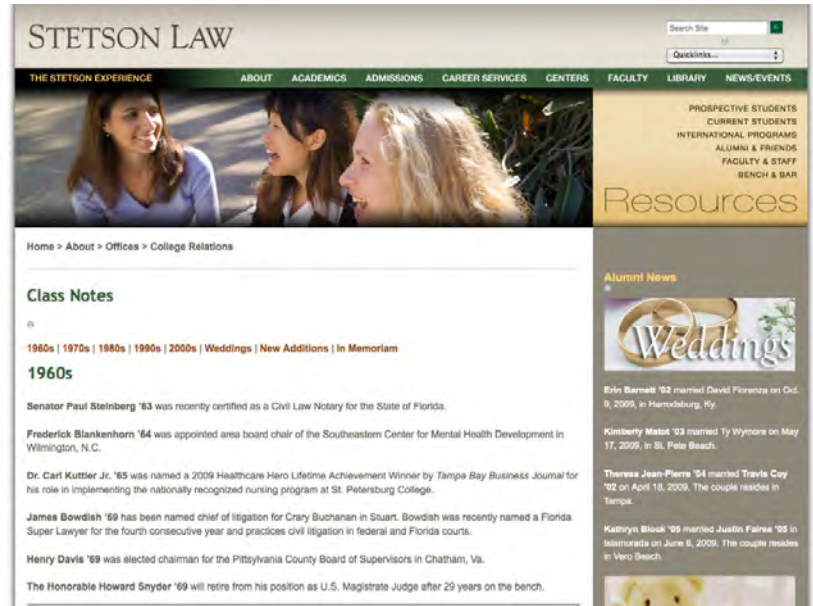 STETSON LAW
Search Site
Quicklinks...
THE STETSON EXPERIENCE ABOUT ACADEMICS ADMISSIONS CAREER SERVICES CENTERS FACULTY LIBRARY NEWS/EVENTS
PROSPECTIVE STUDENTS
CURRENT STUDENTS
INTERNATIONAL PROGRAMS
ALUMNI & FRIENDS
FACULTY & STAFF
BENCH & BAR
Resources
Home > About > Offices > College Relations
Class Notes
1960s | 1970s | 1980s | 1990s | 2000s | Weddings | New Additions | In Memoriam
1960s
Senator Paul Steinberg '63 was recently certified as a Civil Law Notary for the State of Florida.
Frederick Blankenhorn '64 was appointed area board chair of the Southeastern Center for Mental Health Development in
Wilmington, N.C.
Dr. Carl Kuttler Jr. '65 was named a 2009 Healthcare Hero Lifetime Achievement Winner by Tampa Bay Business Journal for
his role in implementing the nationally recognized nursing program at St. Petersburg College.
James Bowdish '69 has been named chief of litigation for Crary Buchanan in Stuart. Bowdish was recently named a Florida
Super Lawyer for the fourth consecutive year and practices civil litigation in federal and Florida courts.
Henry Davis '69 was elected chairman for the Pittsylvania County Board of Supervisors in Chatham, Va.
The Honorable Howard Snyder '69 will retire from his position as U.S. Magistrate Judge after 29 years on the bench.
Alumni News
Weddings
Erin Barnett '02 married David Fiorenza on Oct.
9, 2009, in Harrodsburg, Ky.
Kimberly Matot '03 married Ty Wymore on May
17, 2009, in St. Pete Beach.
Theresa Jean-Pierre '04 married Travis Coy
'02 on April 18, 2009. The couple resides in
Tampa.
Kathryn Block '05 married Justin Faires '05 in
Islamorada on June 6, 2009. The couple resides
in Vero Beach.